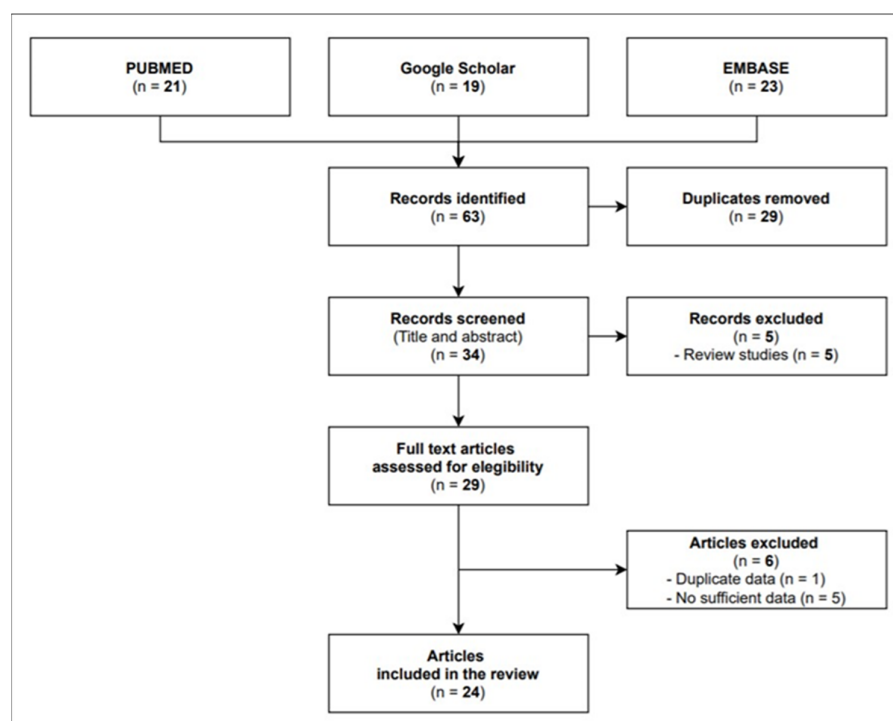 PUBMED
(n = 21)
Google Scholar
(n = 19)
EMBASE
(n = 23)
Records identified
(n = 63)
Duplicates removed
(n = 29)
Records screened
(Title and abstract)
(n = 34)
Records excluded
(n = 5)
- Review studies (n = 5)
Full text articles
assessed for elegibility
(n = 29)
Articles excluded
(n = 6)
- Duplicate data (n = 1)
- No sufficient data (n = 5)
Articles
included in the review
(n = 24)